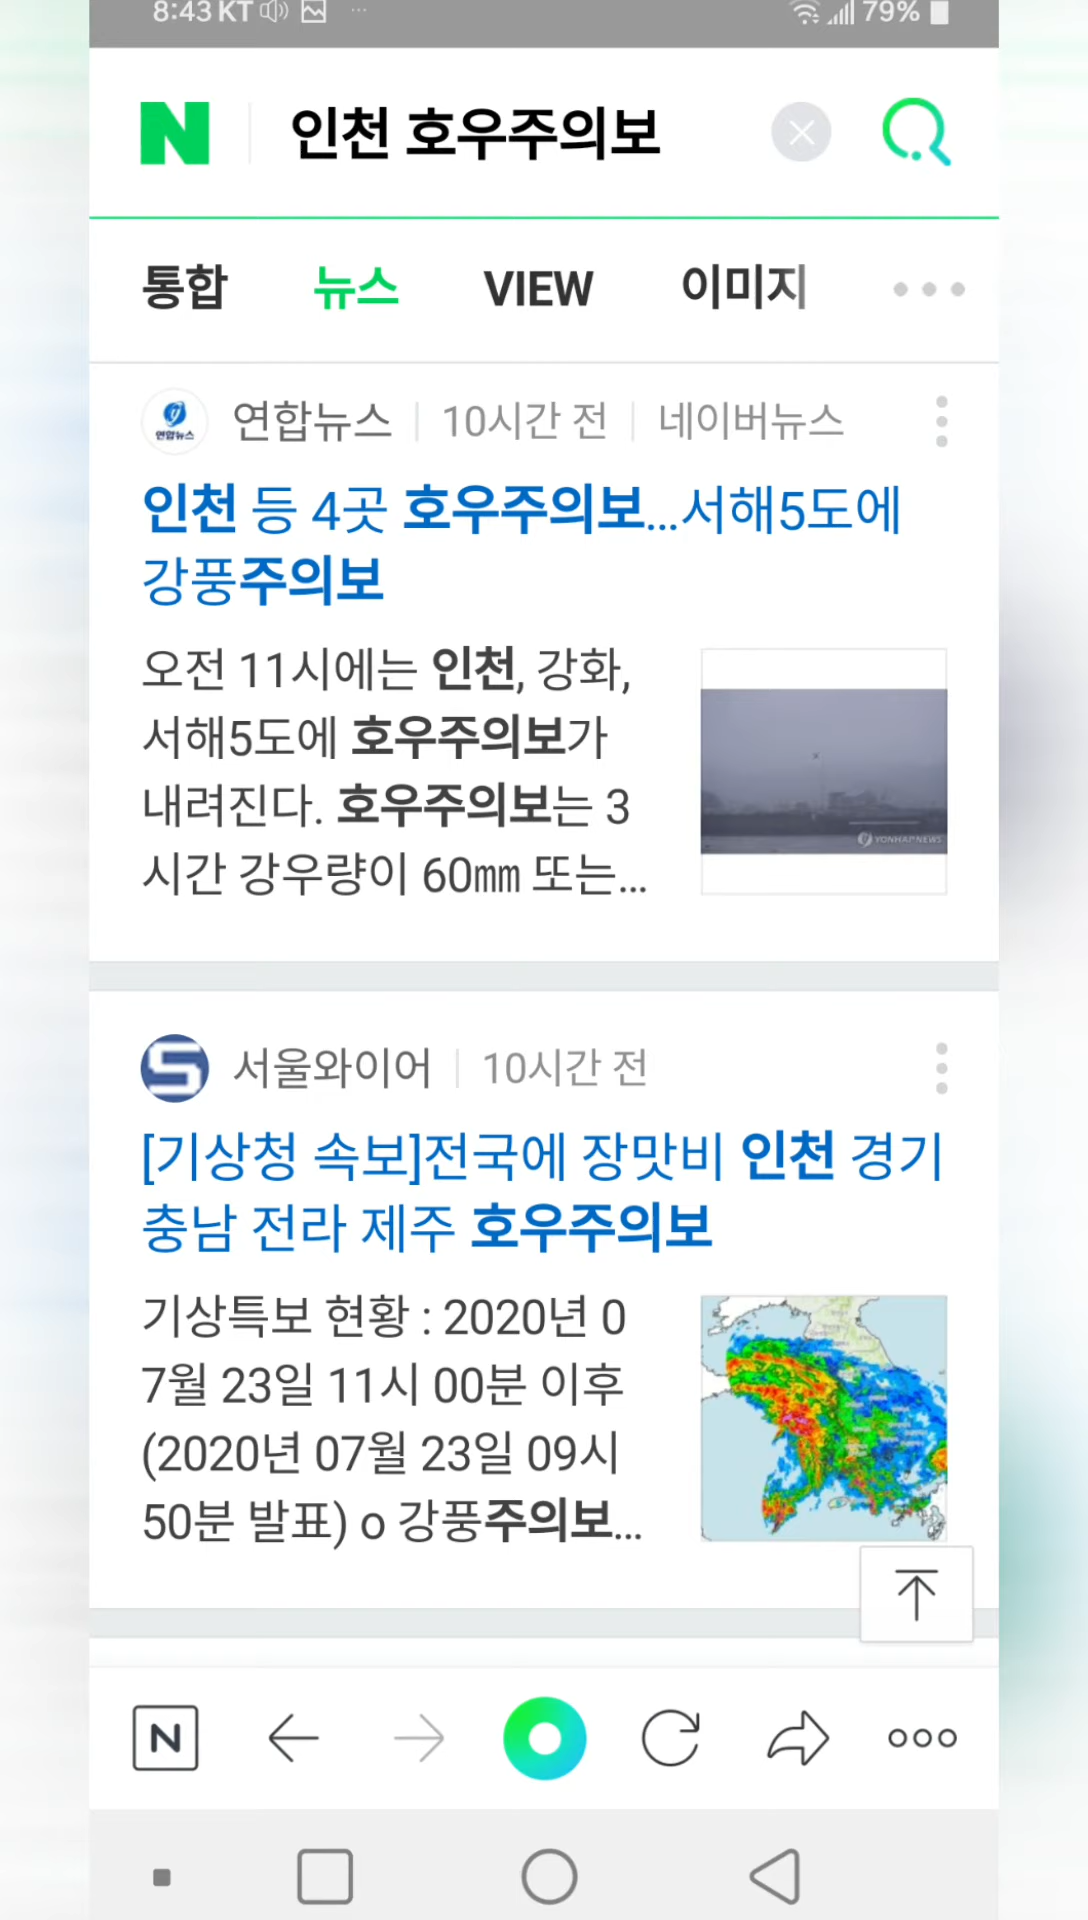 8:43 KT 79%
N 인천 호우주의보
통합 뉴스 VIEW 이미지
연합뉴스 연합뉴스 10시간 전 네이버뉴스
인천 등 4곳 호우주의보...서해5도에
강풍주의보
오전 11시에는 인천, 강화,
서해5도에 호우주의보가
내려진다. 호우주의보는 3
시간 강우량이 60㎜ 또는...
YONHAPNEWS
S 서울와이어 10시간 전
[기상청 속보]전국에 장맛비 인천 경기
충남 전라 제주 호우주의보
기상특보 현황 : 2020년 0
7월 23일 11시 00분 이후
(2020년 07월 23일 09시
50분 발표) o 강풍주의보...
N